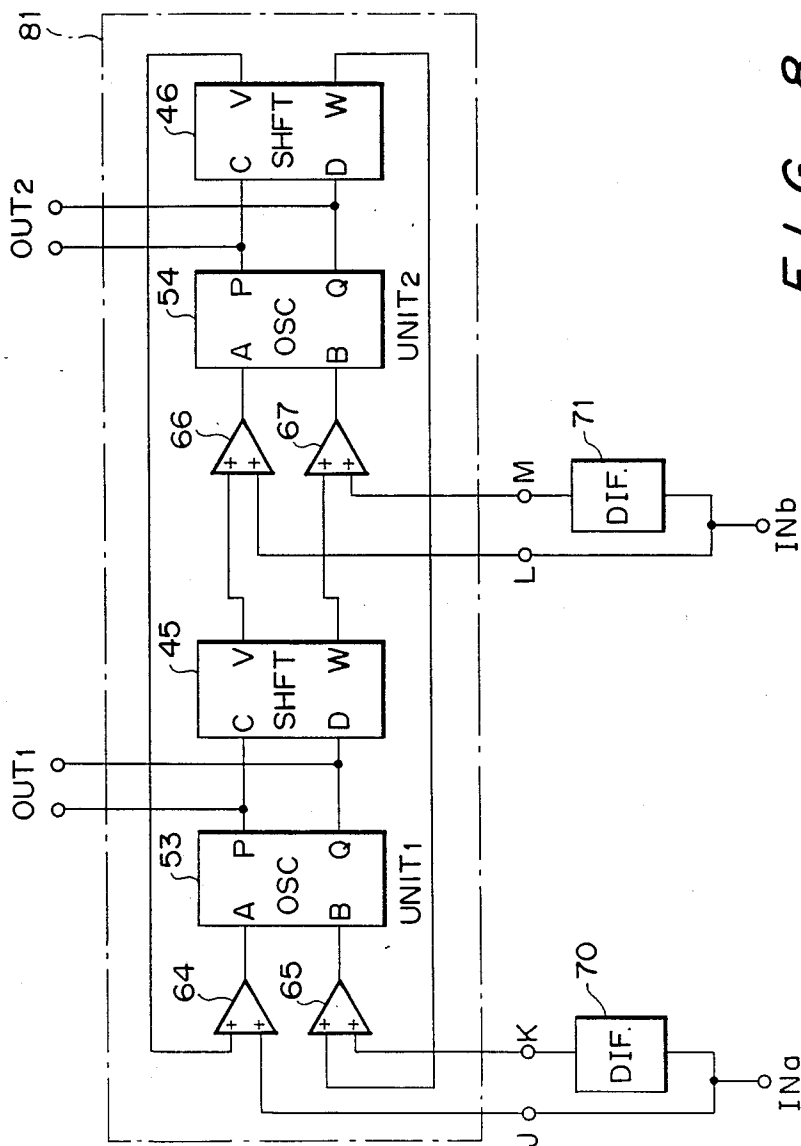 81
OUT1
OUT2
53
A
P
OSC
B
Q
UNIT1
45
C
V
SHFT
D
W
54
A
P
OSC
B
Q
UNIT2
46
C
V
SHFT
D
W
64
+
+
65
+
+
66
+
+
67
+
+
J
K
70
DIF.
INa
L
M
71
DIF.
INb
FIG. 8